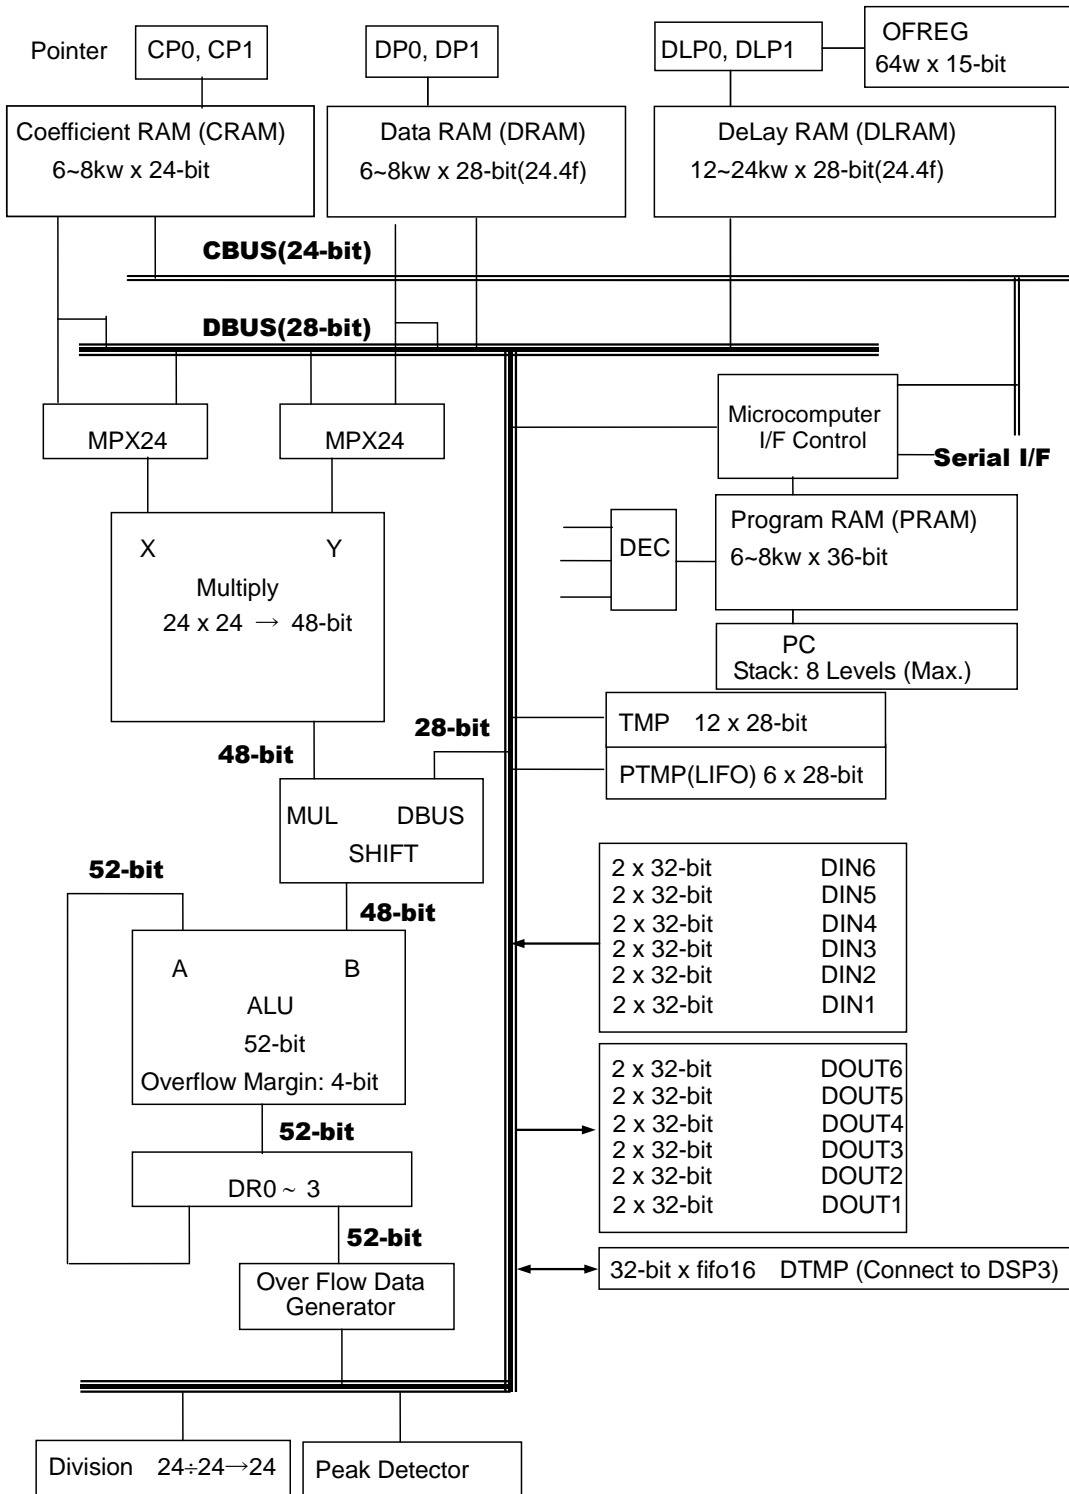 Pointer
CP0, CP1
DP0, DP1
DLP0, DLP1
OFREG
64w x 15-bit
Coefficient RAM (CRAM)
6~8kw x 24-bit
Data RAM (DRAM)
6~8kw x 28-bit(24.4f)
DeLay RAM (DLRAM)
12~24kw x 28-bit(24.4f)
CBUS(24-bit)
DBUS(28-bit)
MPX24
MPX24
Microcomputer
I/F Control
Serial I/F
X Y
Multiply
24 x 24 → 48-bit
DEC
Program RAM (PRAM)
6~8kw x 36-bit
PC
Stack: 8 Levels (Max.)
TMP 12 x 28-bit
PTMP(LIFO) 6 x 28-bit
48-bit
28-bit
MUL DBUS
SHIFT
52-bit
48-bit
A B
ALU
52-bit
Overflow Margin: 4-bit
52-bit
DR0 ~ 3
52-bit
Over Flow Data
Generator
2 x 32-bit DIN6
2 x 32-bit DIN5
2 x 32-bit DIN4
2 x 32-bit DIN3
2 x 32-bit DIN2
2 x 32-bit DIN1
2 x 32-bit DOUT6
2 x 32-bit DOUT5
2 x 32-bit DOUT4
2 x 32-bit DOUT3
2 x 32-bit DOUT2
2 x 32-bit DOUT1
32-bit x fifo16 DTMP (Connect to DSP3)
Division 24÷24→24
Peak Detector